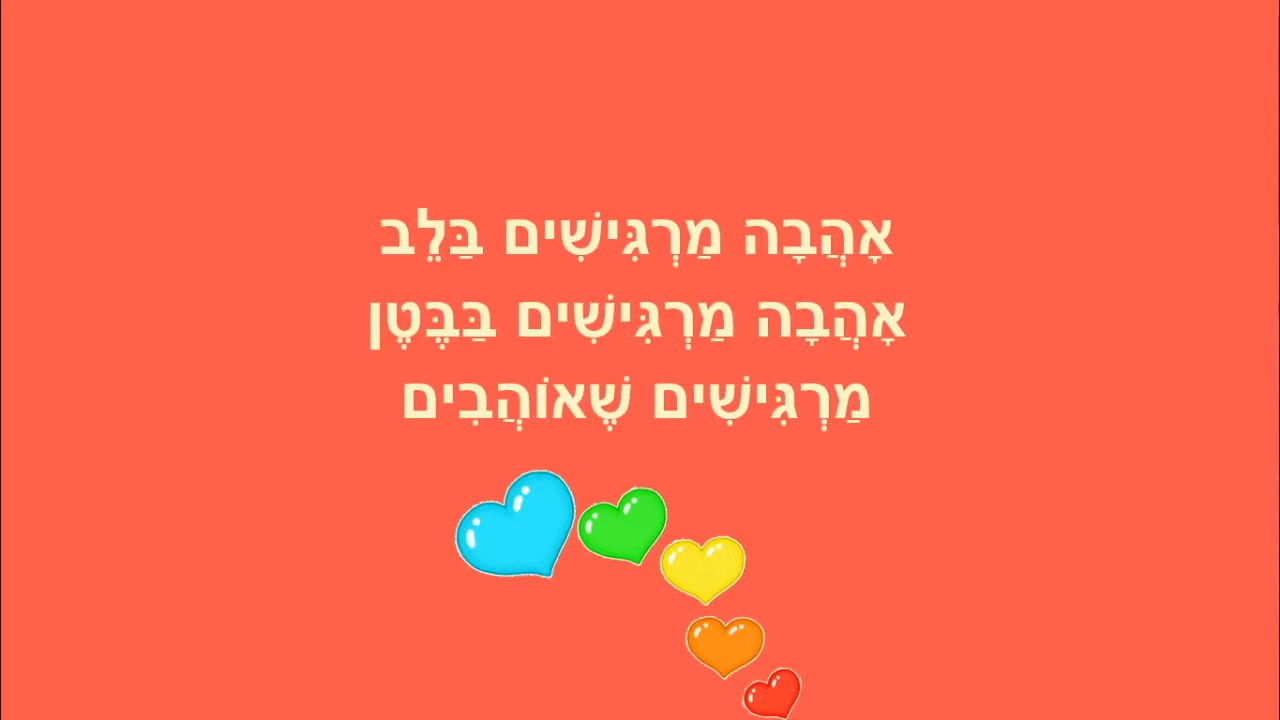 אָהֲבָה מַרְגִּישִׁים בַּלֵב
אָהֲבָה מַרְגִּישִׁים בַּבֶּטֶן
מַרְגִּישִׁים שֶׁאוֹהֲבִים